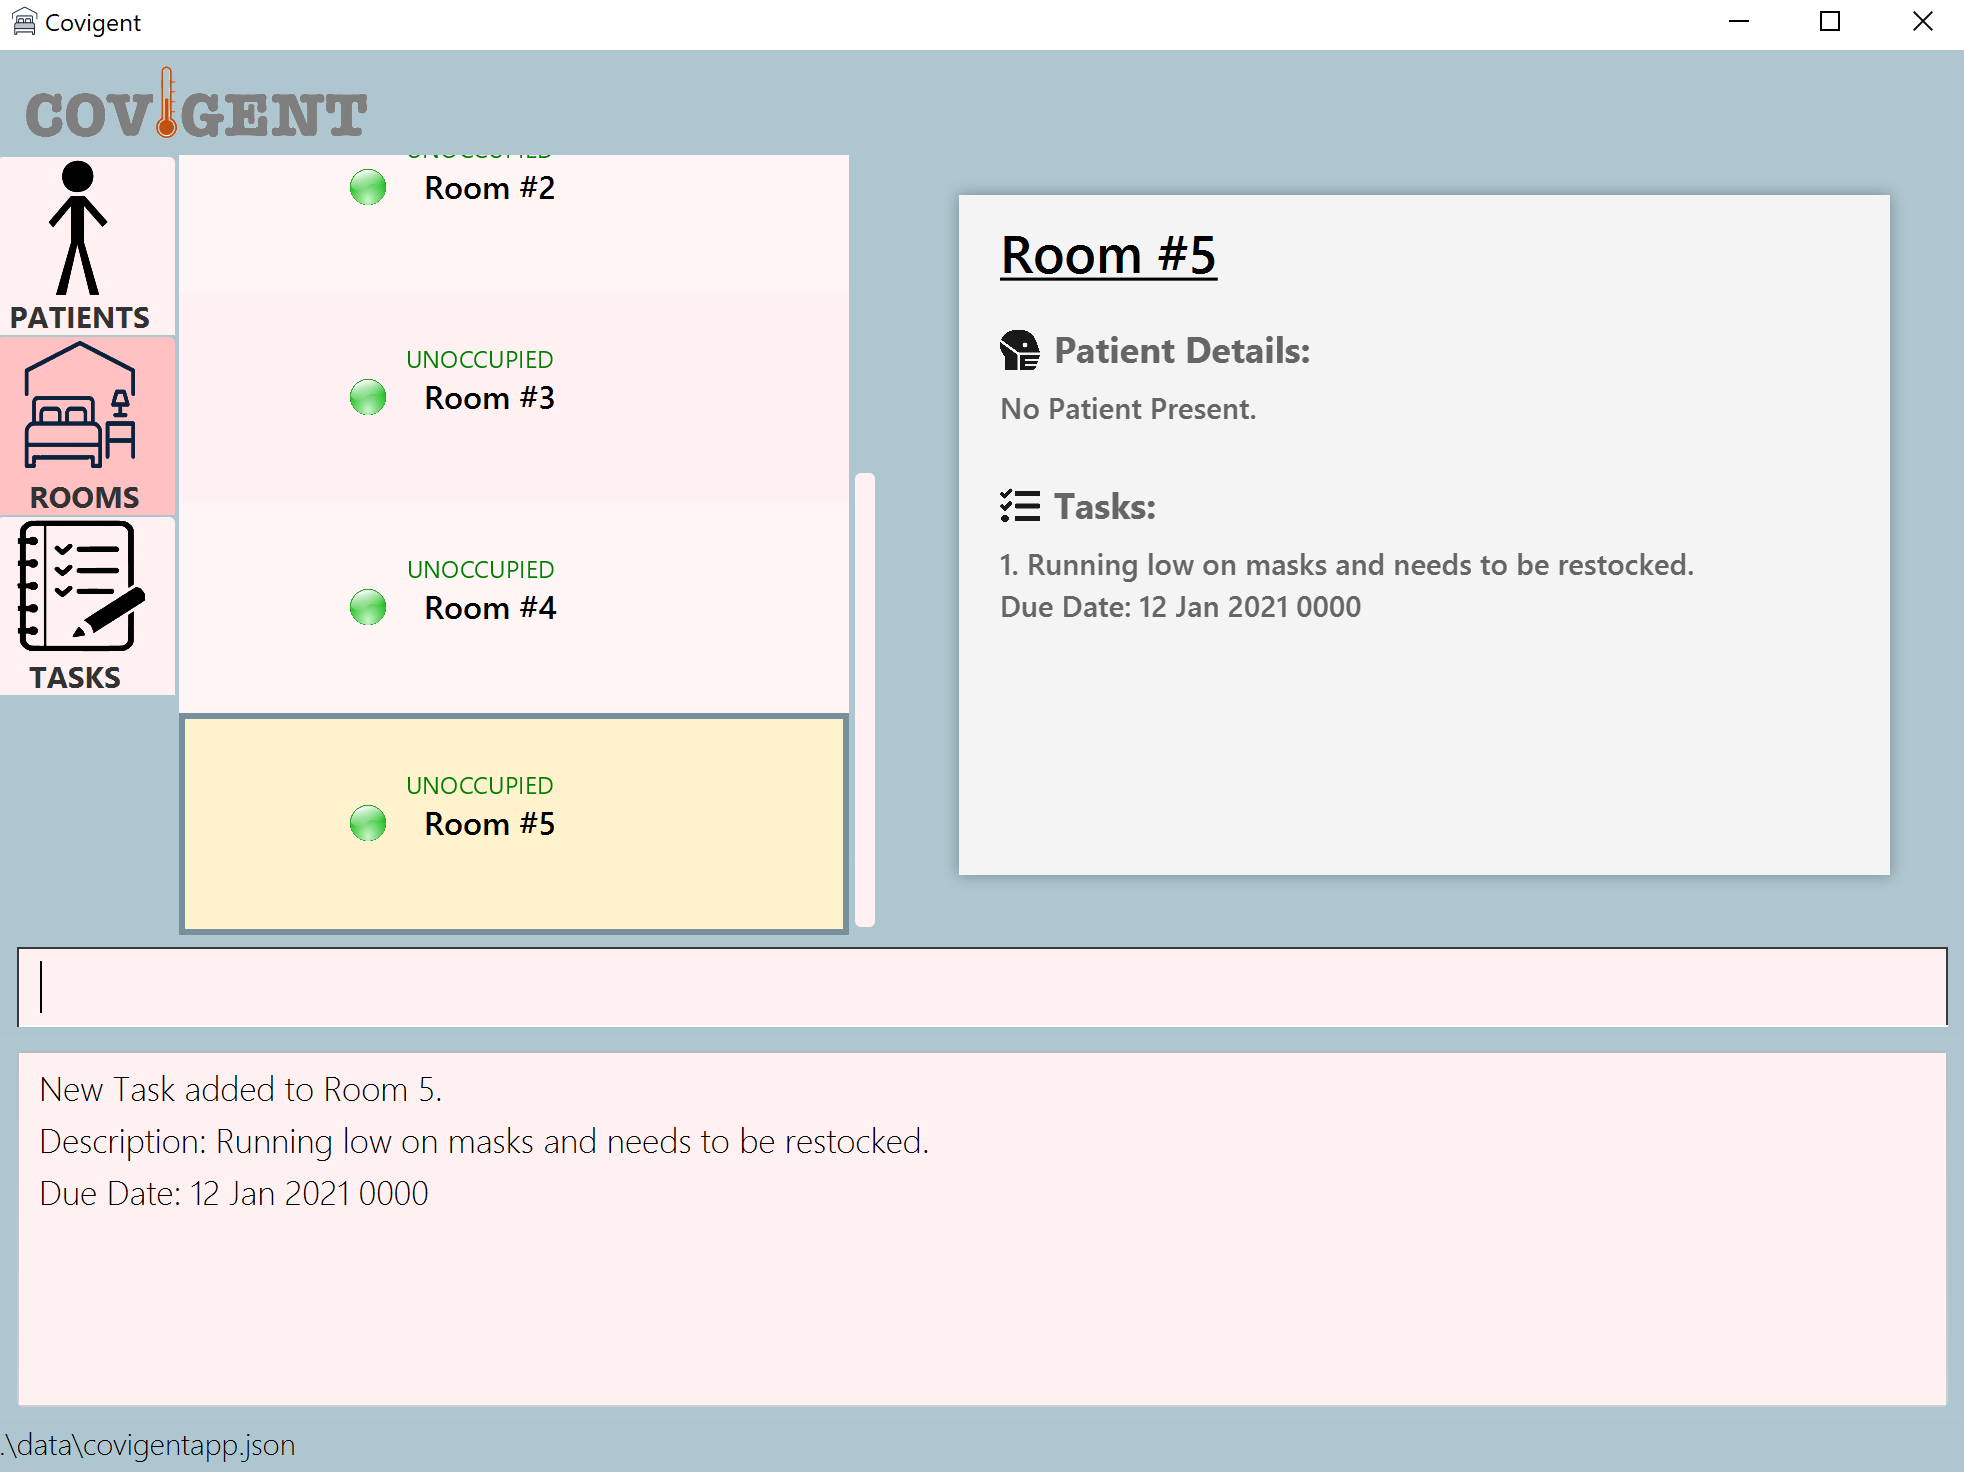 Covigent
COVIGENT
PATIENTS
ROOMS
TASKS
UNOCCUPIED
Room #2
UNOCCUPIED
Room #3
UNOCCUPIED
Room #4
UNOCCUPIED
Room #5
Room #5
Patient Details:
No Patient Present.
Tasks:
1. Running low on masks and needs to be restocked.
Due Date: 12 Jan 2021 0000
New Task added to Room 5.
Description: Running low on masks and needs to be restocked.
Due Date: 12 Jan 2021 0000
.\data\covigentapp.json